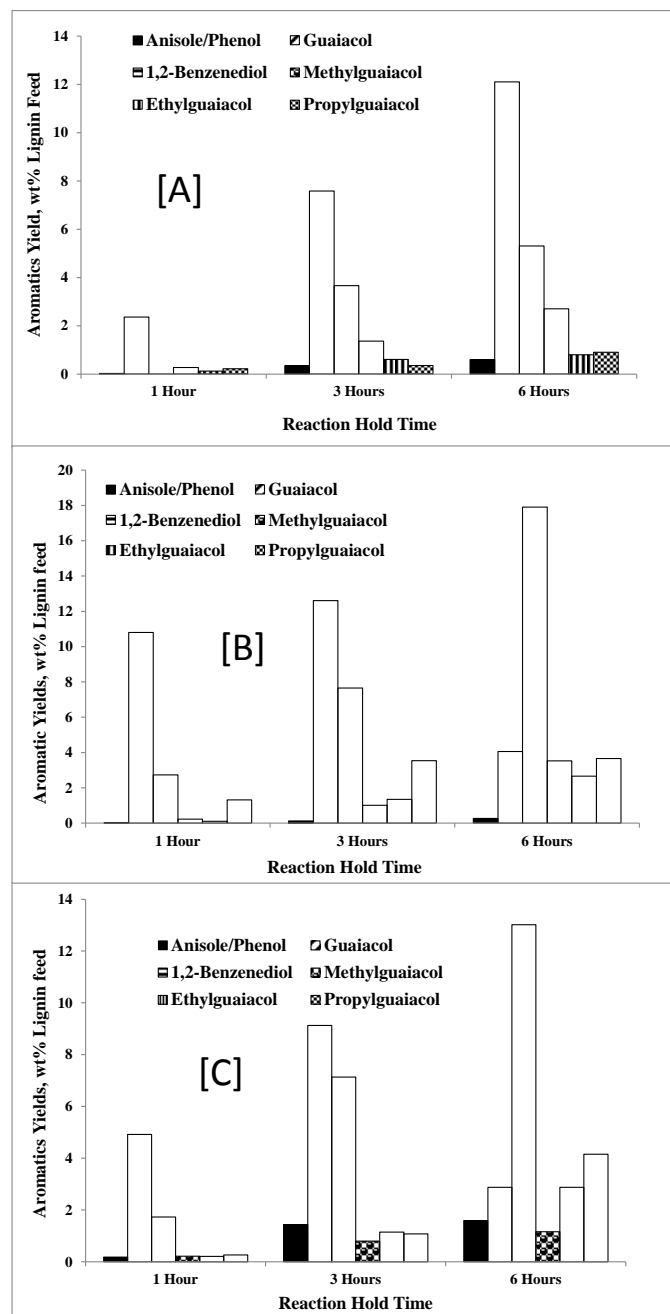 14
12
10
8
6
4
2
0
Aromatics Yield, wt% Lignin Feed
Anisole/Phenol Guaiacol
1,2-Benzenediol Methylguaiacol
Ethylguaiacol Propylguaiacol
[A]
1 Hour 3 Hours 6 Hours
Reaction Hold Time
20
18
16
14
12
10
8
6
4
2
0
Aromatic Yields, wt% Lignin feed
Anisole/Phenol Guaiacol
1,2-Benzenediol Methylguaiacol
Ethylguaiacol Propylguaiacol
[B]
1 Hour 3 Hours 6 Hours
Reaction Hold Time
14
12
10
8
6
4
2
0
Aromatics Yields, wt% Lignin feed
Anisole/Phenol Guaiacol
1,2-Benzenediol Methylguaiacol
Ethylguaiacol Propylguaiacol
[C]
1 Hour 3 Hours 6 Hours
Reaction Hold Time